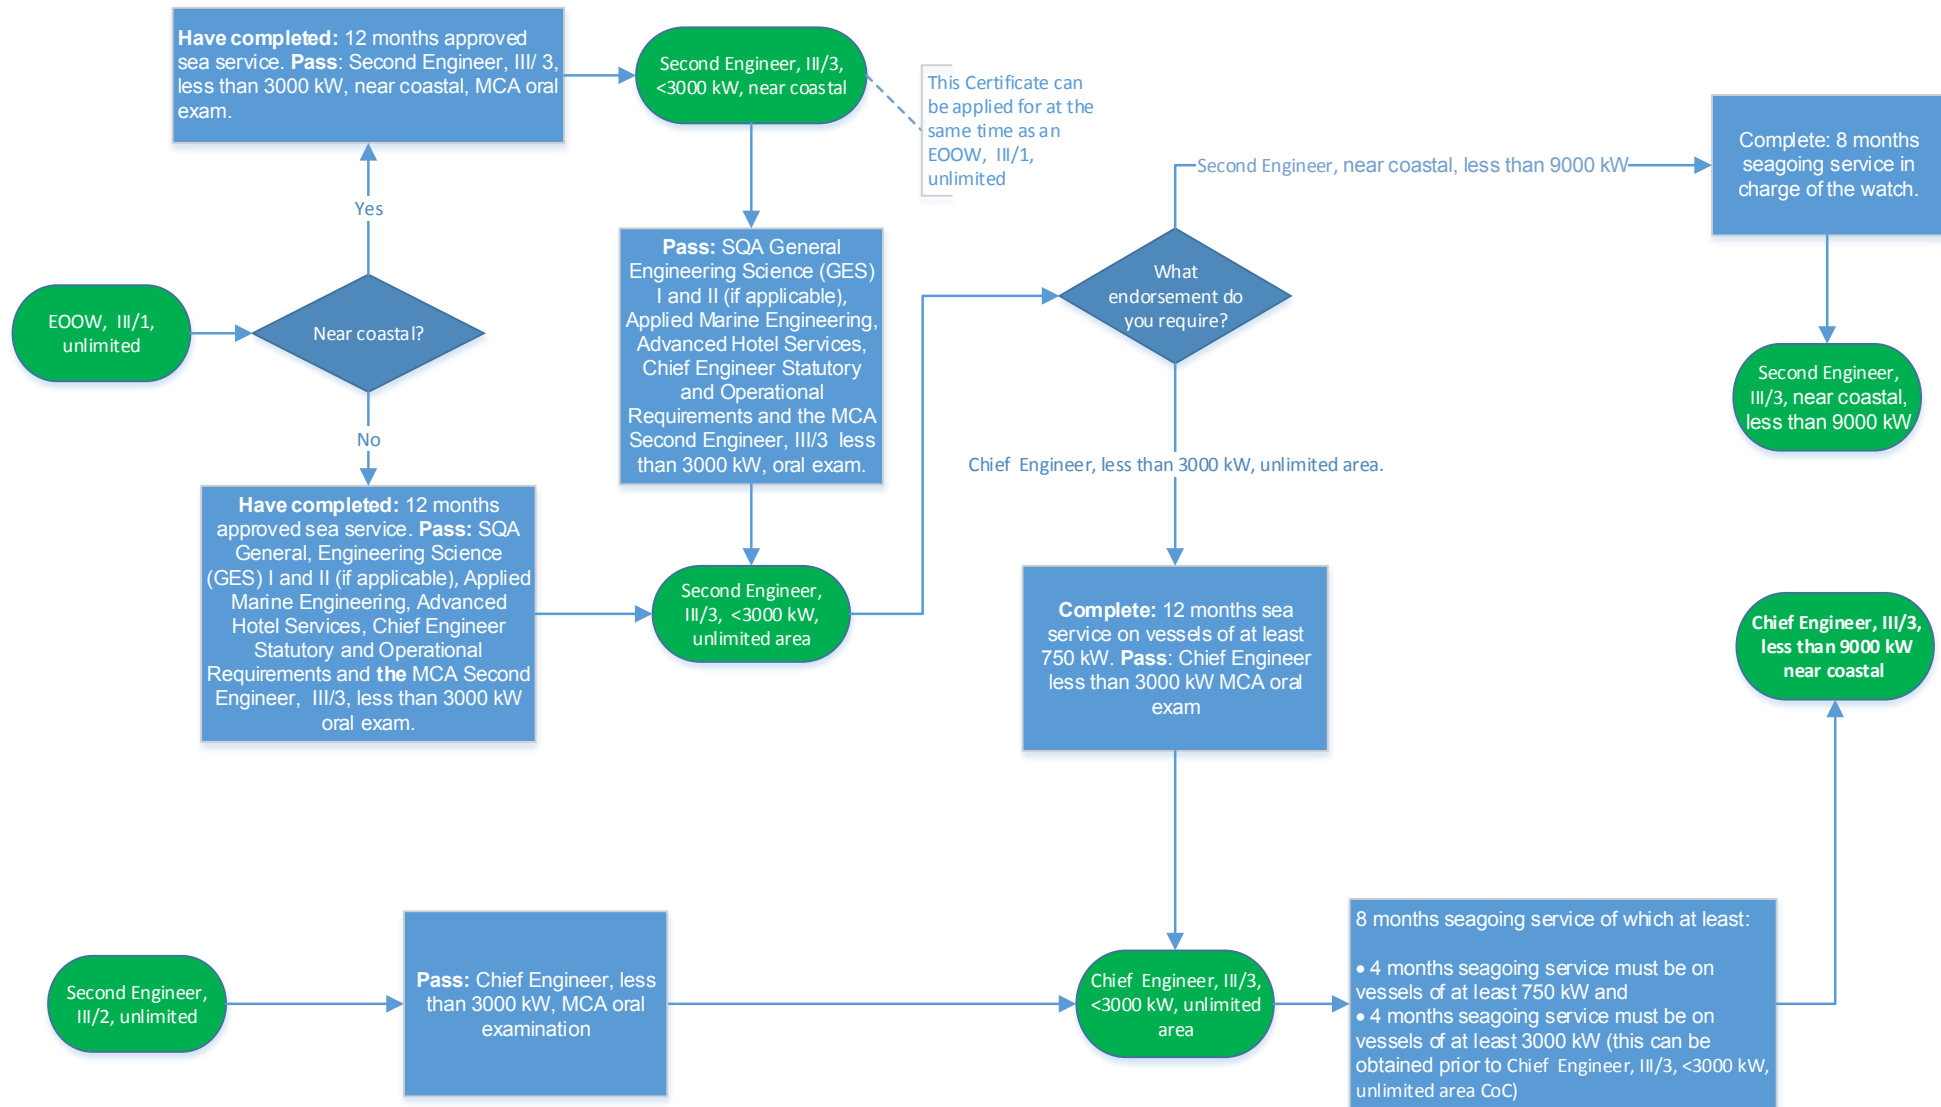 Have completed: 12 months approved
sea service. Pass: Second Engineer, III/ 3,
less than 3000 kW, near coastal, MCA oral
exam.
Second Engineer, III/3,
<3000 kW, near coastal
This Certificate can
be applied for at the
same time as an
EOOW, III/1,
unlimited
Second Engineer, near coastal, less than 9000 kW
Complete: 8 months
seagoing service in
charge of the watch.
Yes
EOOW, III/1,
unlimited
Near coastal?
No
Pass: SQA General
Engineering Science (GES)
I and II (if applicable),
Applied Marine Engineering,
Advanced Hotel Services,
Chief Engineer Statutory
and Operational
Requirements and the MCA
Second Engineer, III/3 less
than 3000 kW, oral exam.
What
endorsement do
you require?
Second Engineer,
III/3, near coastal,
less than 9000 kW
Chief Engineer, less than 3000 kW, unlimited area.
Have completed: 12 months
approved sea service. Pass: SQA
General, Engineering Science
(GES) I and II (if applicable), Applied
Marine Engineering, Advanced
Hotel Services, Chief Engineer
Statutory and Operational
Requirements and the MCA Second
Engineer, III/3, less than 3000 kW
oral exam.
Second Engineer,
III/3, <3000 kW,
unlimited area
Complete: 12 months sea
service on vessels of at least
750 kW. Pass: Chief Engineer
less than 3000 kW MCA oral
exam
Chief Engineer, III/3,
less than 9000 kW
near coastal
Second Engineer,
III/2, unlimited
Pass: Chief Engineer, less
than 3000 kW, MCA oral
examination
Chief Engineer, III/3,
<3000 kW, unlimited
area
8 months seagoing service of which at least:
• 4 months seagoing service must be on
vessels of at least 750 kW and
• 4 months seagoing service must be on
vessels of at least 3000 kW (this can be
obtained prior to Chief Engineer, III/3, <3000 kW,
unlimited area CoC)